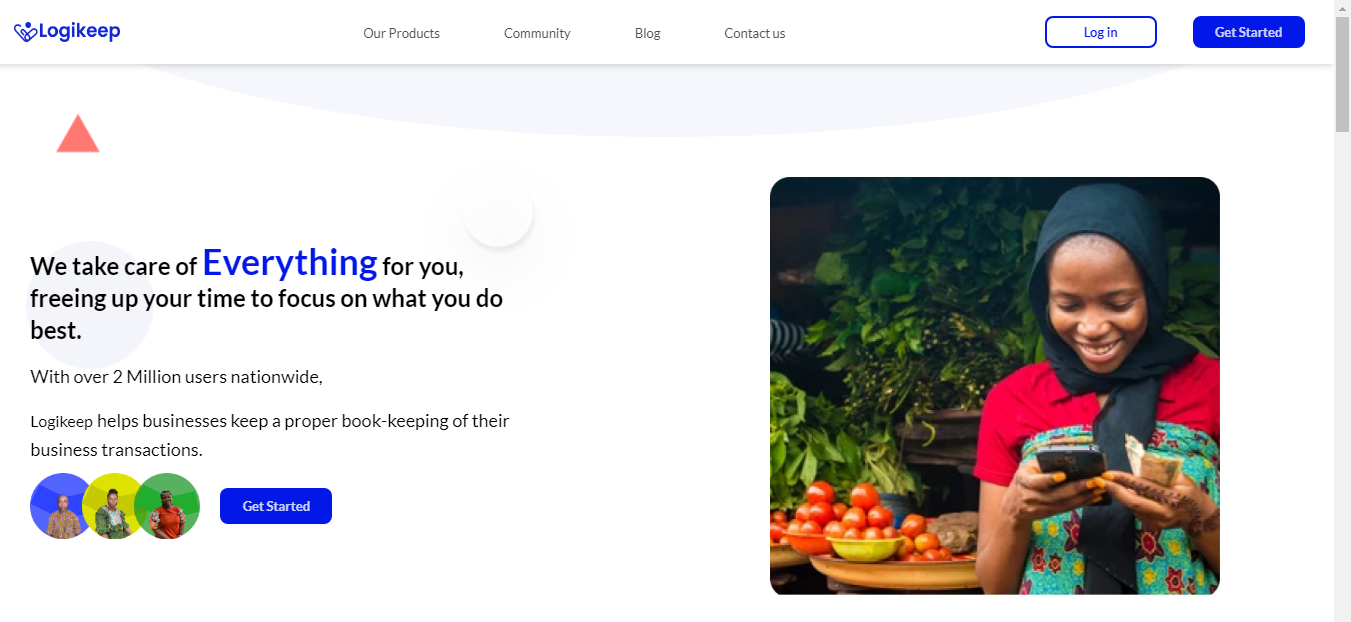 Logikeep
Our Products
Community
Blog
Contact us
Log in
Get Started
We take care of Everything for you,
freeing up your time to focus on what you do
best.
With over 2 Million users nationwide,
Logikeep helps businesses keep a proper book-keeping of their
business transactions.
Get Started